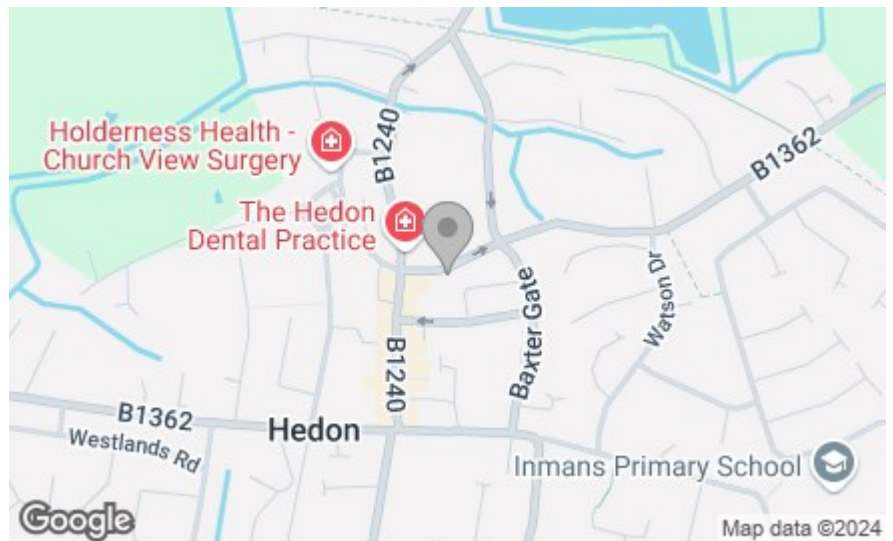 Holderness Health -
Church View Surgery
B1240
B1362
The Hedon
Dental Practice
Watson Dr
Baxter Gate
B1240
B1362
Westlands Rd
Hedon
Inmans Primary School
Google
Map data ©2024